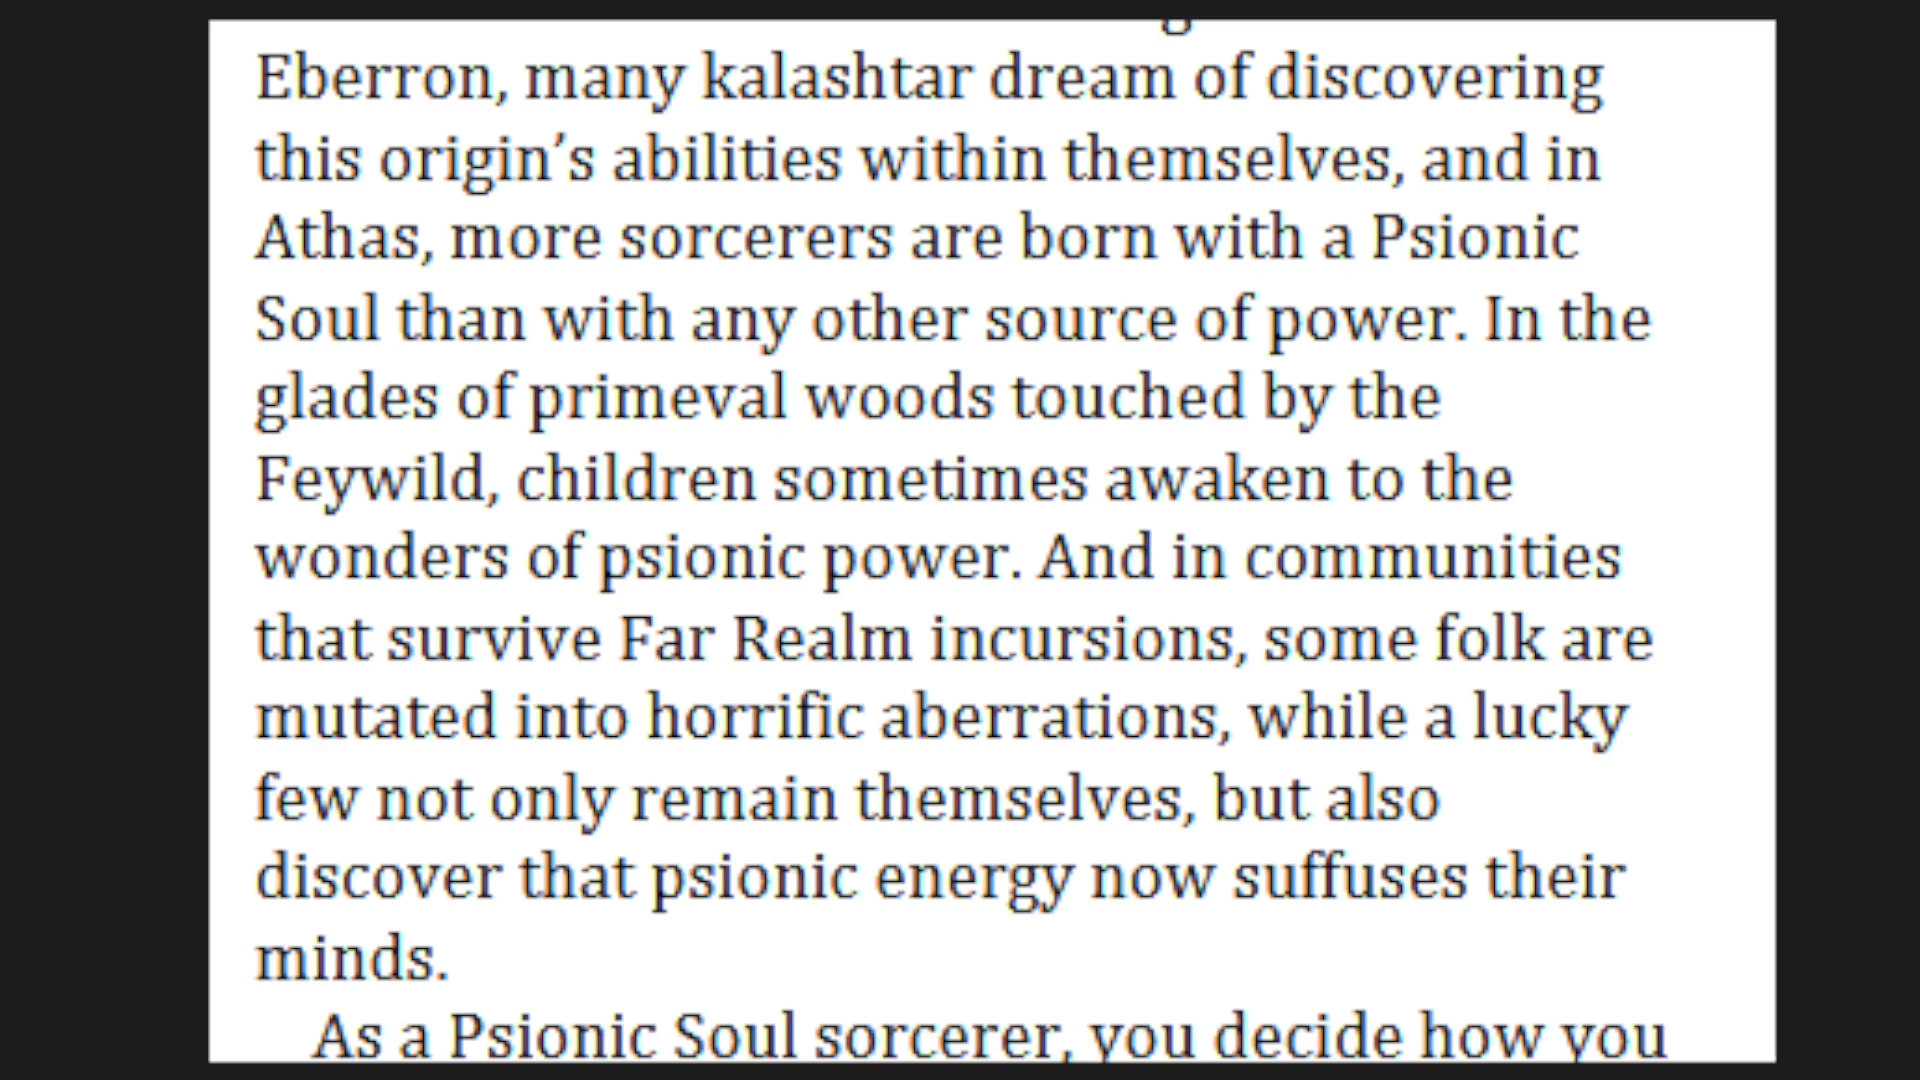 Eberron, many kalashtar dream of discovering
this origin’s abilities within themselves, and in
Athas, more sorcerers are born with a Psionic
Soul than with any other source of power. In the
glades of primeval woods touched by the
Feywild, children sometimes awaken to the
wonders of psionic power. And in communities
that survive Far Realm incursions, some folk are
mutated into horrific aberrations, while a lucky
few not only remain themselves, but also
discover that psionic energy now suffuses their
minds.
As a Psionic Soul sorcerer, you decide how you